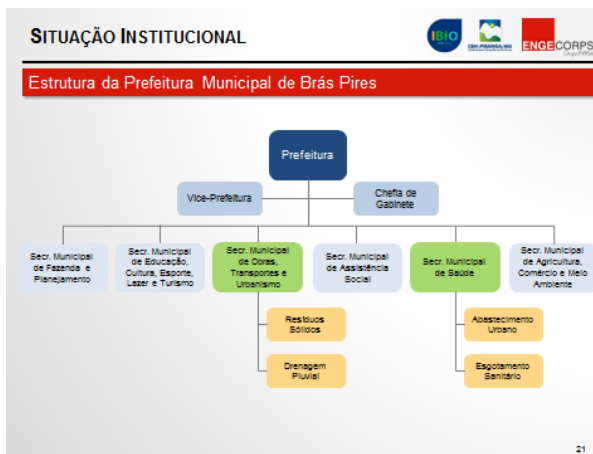 SITUAÇÃO INSTITUCIONAL
IBIO
CBH-PIRANGA/MG
ENGECORPS
Estrutura da Prefeitura Municipal de Brás Pires
Prefeitura
Vice-Prefeitura
Chefia de
Gabinete
Secr. Municipal
de Fazenda e
Planejamento
Secr. Municipal
de Educação,
Cultura, Esporte,
Lazer e Turismo
Secr. Municipal
de Obras,
Transportes e
Urbanismo
Secr. Municipal
de Assistência
Social
Secr. Municipal
de Saúde
Secr. Municipal
de Agricultura,
Comércio e Meio
Ambiente
Resíduos
Sólidos
Drenagem
Pluvial
Abastecimento
Urbano
Esgotamento
Sanitário
21